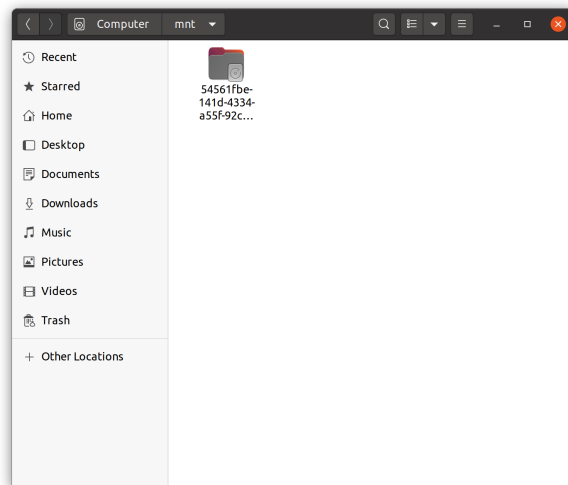 Computer mnt
Recent
Starred
Home
Desktop
Documents
Downloads
Music
Pictures
Videos
Trash
Other Locations
54561fbe-
141d-4334-
a55f-92c...